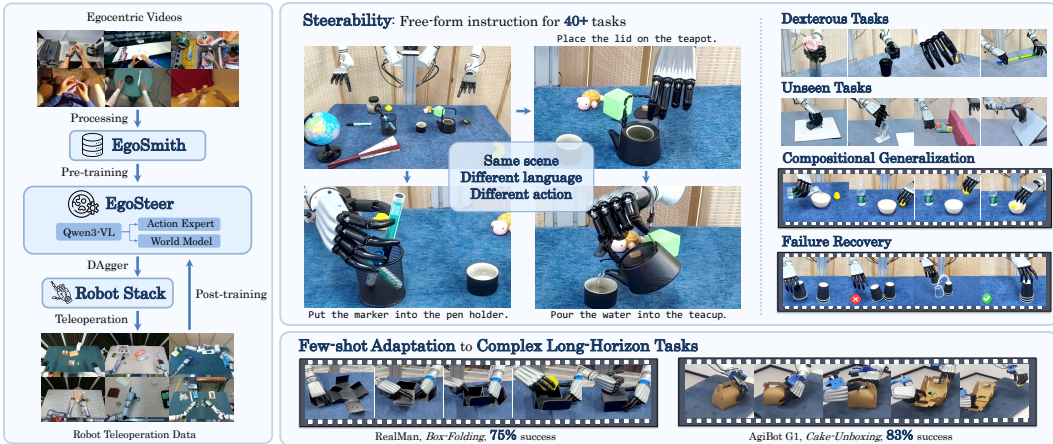 Egocentric Videos
Processing
EgoSmith
Pre-training
EgoSteer
Qwen3-VL
Action Expert
World Model
DAgger
Robot Stack
Post-training
Teleoperation
Robot Teleoperation Data
Steerability: Free-form instruction for 40+ tasks
Place the lid on the teapot.
Same scene
Different language
Different action
Put the marker into the pen holder.
Pour the water into the teacup.
Dexterous Tasks
Unseen Tasks
Compositional Generalization
Failure Recovery
Few-shot Adaptation to Complex Long-Horizon Tasks
RealMan, Box-Folding, 75% success
AgiBot G1, Cake-Unboxing, 83% success